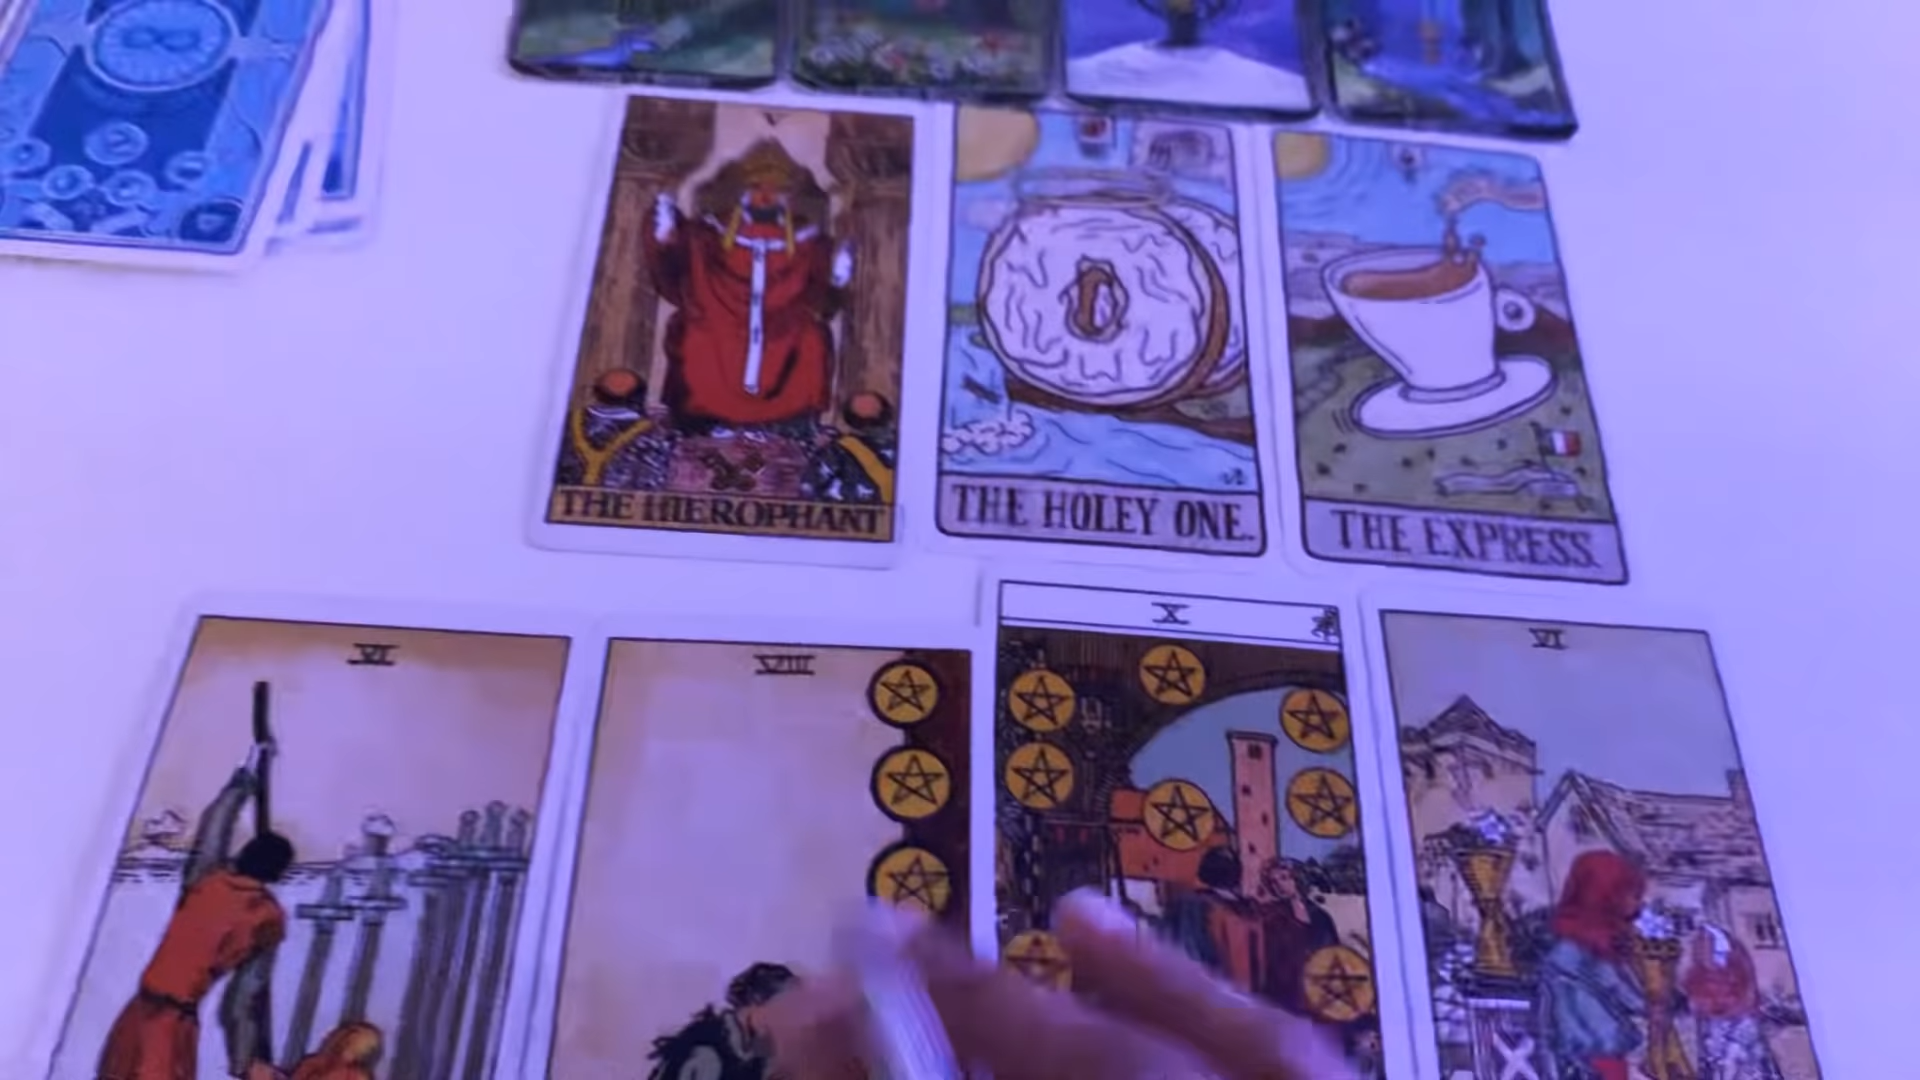 V
THE HIEROPHANT
THE HOLEY ONE.
THE EXPRESS.
VI
VIII
X
VI